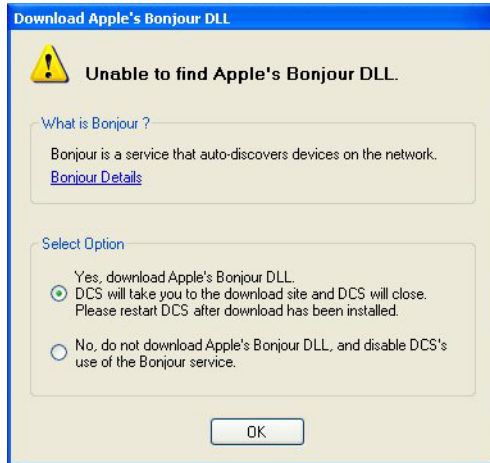 Download Apple's Bonjour DLL
Unable to find Apple's Bonjour DLL.
What is Bonjour ?
Bonjour is a service that auto-discovers devices on the network.
Bonjour Details
Select Option
Yes, download Apple's Bonjour DLL.
DCS will take you to the download site and DCS will close.
Please restart DCS after download has been installed.
No, do not download Apple's Bonjour DLL, and disable DCS's
use of the Bonjour service.
OK